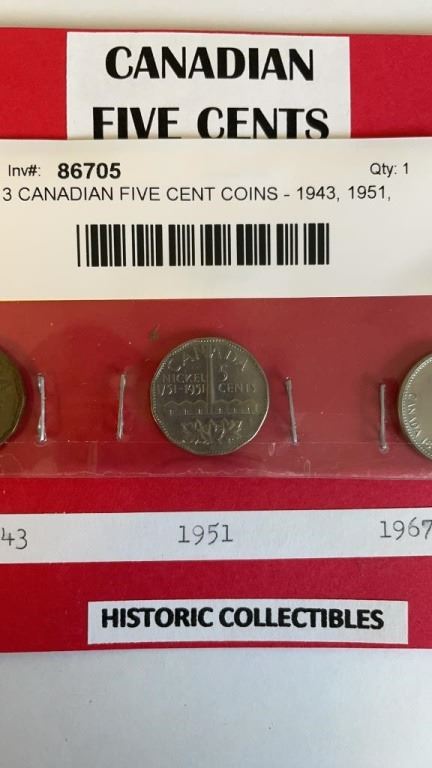 CANADIAN
FIVE CENTS
Inv#: 86705 Qty: 1
3 CANADIAN FIVE CENT COINS - 1943, 1951,
CANADA
NICKEL 5
1751-1951 CENTS
CANADA
43 1951 1967
HISTORIC COLLECTIBLES